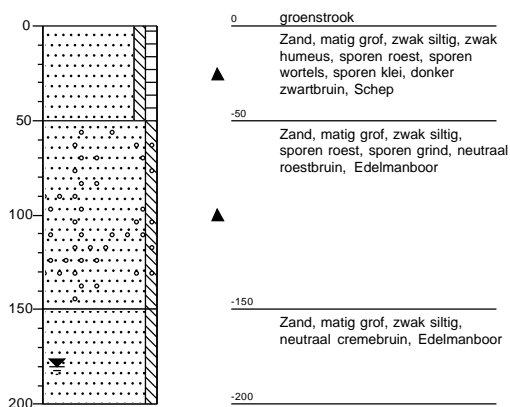 0
50
100
150
200
0 groenstrook
Zand, matig grof, zwak siltig, zwak
humeus, sporen roest, sporen
wortels, sporen klei, donker
zwartbruin, Schep
-50
Zand, matig grof, zwak siltig,
sporen roest, sporen grind, neutraal
roestbruin, Edelmanboor
-150
Zand, matig grof, zwak siltig,
neutraal cremebruin, Edelmanboor
-200